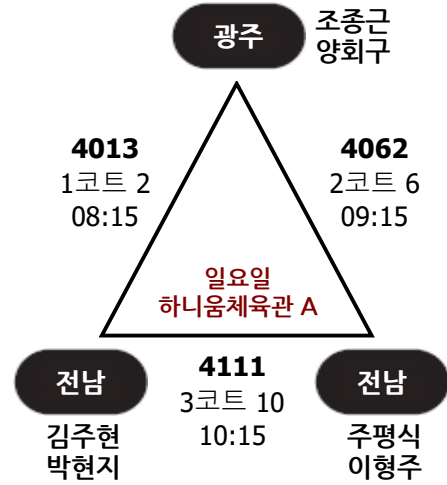 광주
조종근
양회구
4013
1코트 2
08:15
4062
2코트 6
09:15
일요일
하니움체육관 A
전남
김주현
박현지
4111
3코트 10
10:15
전남
주평식
이형주